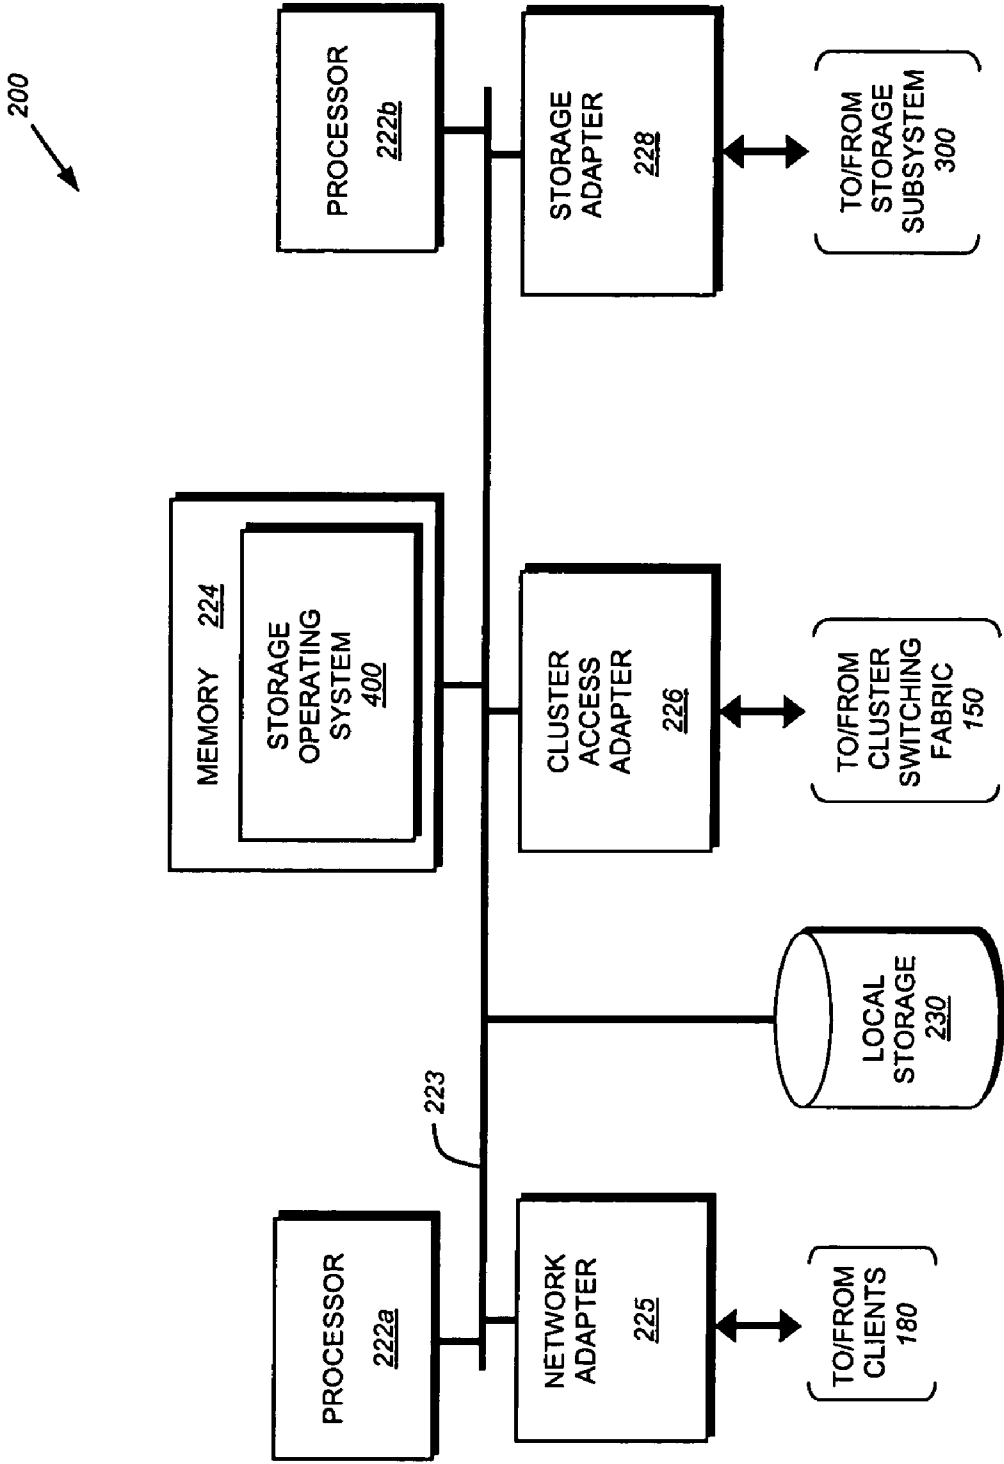 200
PROCESSOR
222a
MEMORY 224
STORAGE
OPERATING
SYSTEM
400
PROCESSOR
222b
223
NETWORK
ADAPTER
225
CLUSTER
ACCESS
ADAPTER
226
STORAGE
ADAPTER
228
TO/FROM
CLIENTS
180
LOCAL
STORAGE
230
TO/FROM
CLUSTER
SWITCHING
FABRIC
150
TO/FROM
STORAGE
SUBSYSTEM
300